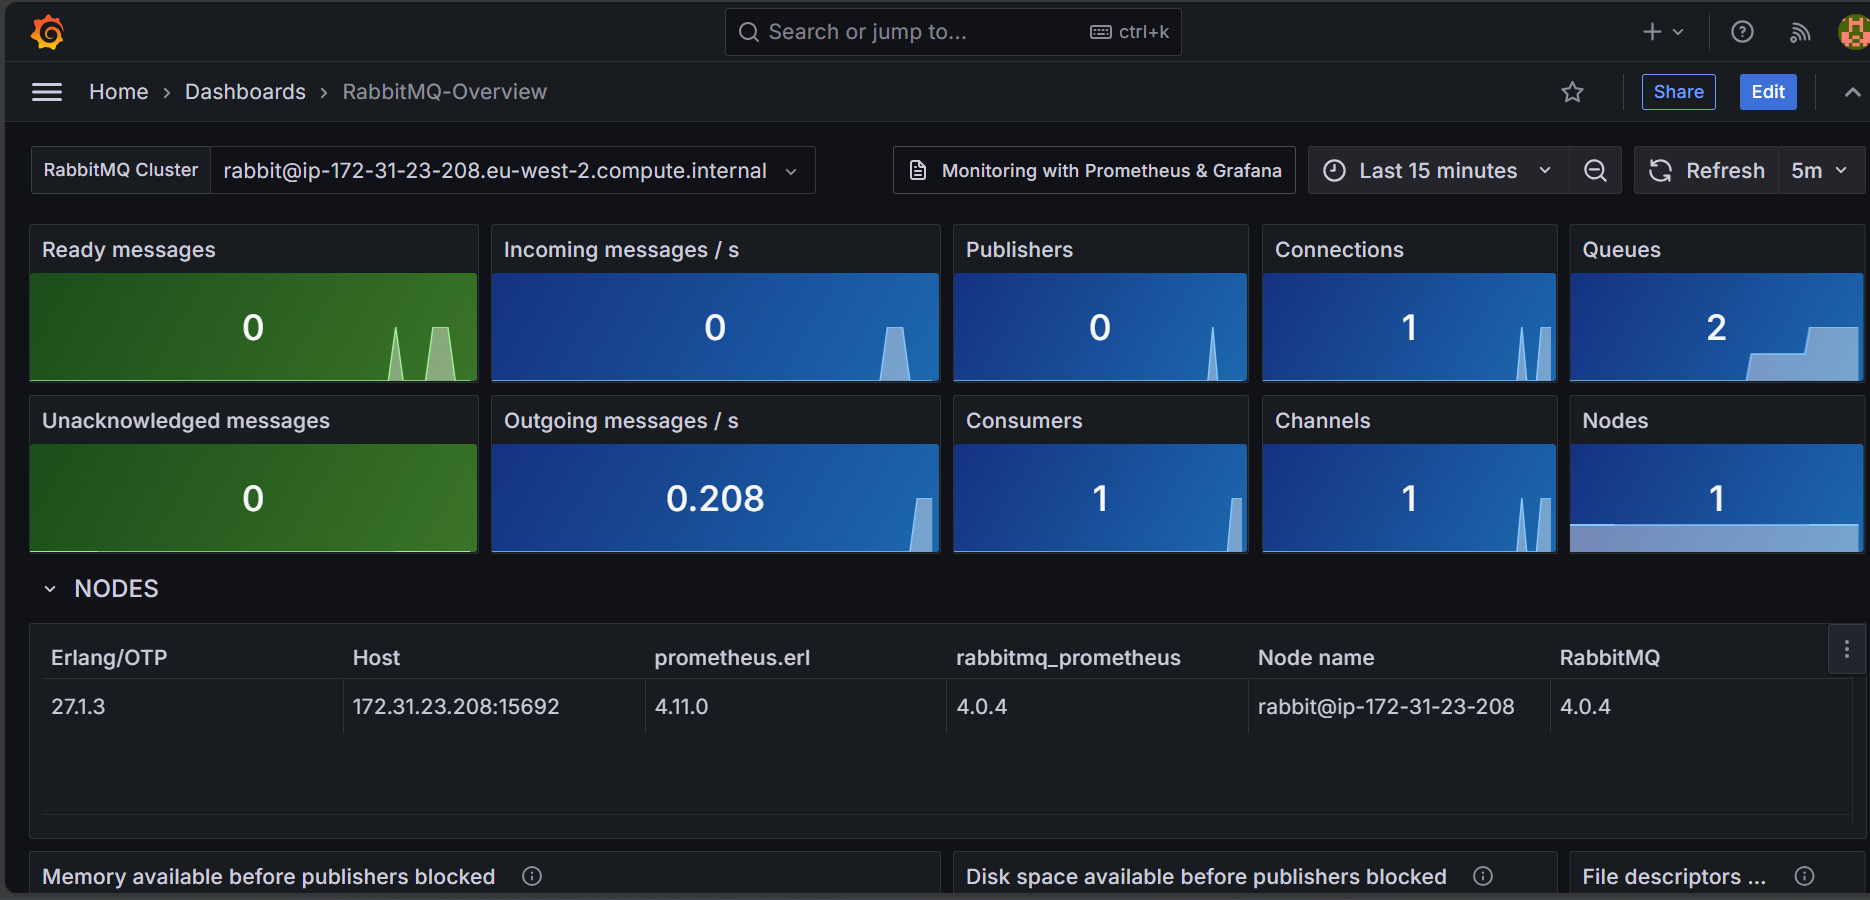 Search or jump to... ctrl+k
Home › Dashboards › RabbitMQ-Overview
Share
Edit
RabbitMQ Cluster
rabbit@ip-172-31-23-208.eu-west-2.compute.internal
Monitoring with Prometheus & Grafana
Last 15 minutes
Refresh
5m
Ready messages
0
Incoming messages / s
0
Publishers
0
Connections
1
Queues
2
Unacknowledged messages
0
Outgoing messages / s
0.208
Consumers
1
Channels
1
Nodes
1
NODES
Erlang/OTP Host prometheus.erl rabbitmq_prometheus Node name RabbitMQ
27.1.3 172.31.23.208:15692 4.11.0 4.0.4 rabbit@ip-172-31-23-208 4.0.4
Memory available before publishers blocked
Disk space available before publishers blocked
File descriptors ...